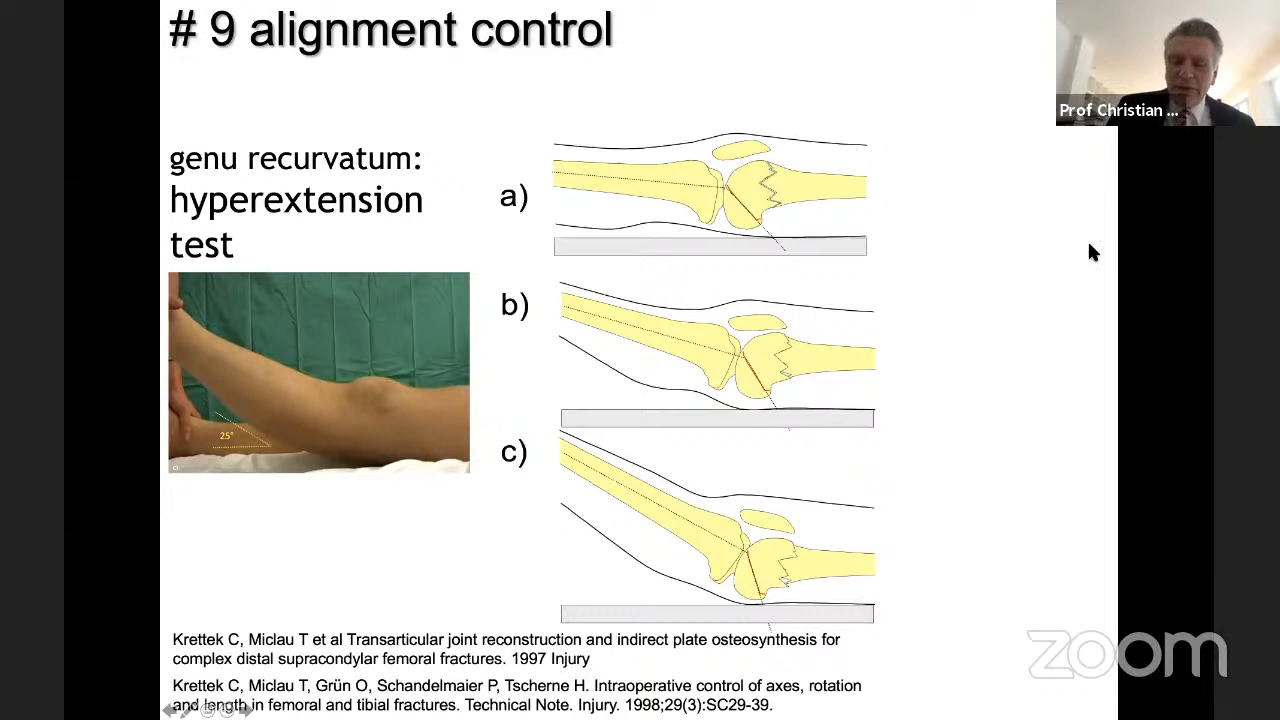 # 9 alignment control
Prof Christian ...
genu recurvatum:
hyperextension
test
a)
b)
c)
25°
c)
Krettek C, Miclau T et al Transarticular joint reconstruction and indirect plate osteosynthesis for
complex distal supracondylar femoral fractures. 1997 Injury
Krettek C, Miclau T, Grün O, Schandelmaier P, Tscherne H. Intraoperative control of axes, rotation
and length in femoral and tibial fractures. Technical Note. Injury. 1998;29(3):SC29-39.
zoom